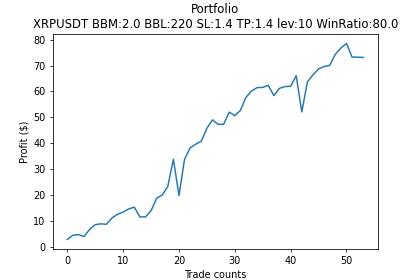 Portfolio
XRPUSDT BBM:2.0 BBL:220 SL:1.4 TP:1.4 lev:10 WinRatio:80.0
80
70
60
50
40
30
20
10
0
Profit ($)
0 10 20 30 40 50
Trade counts